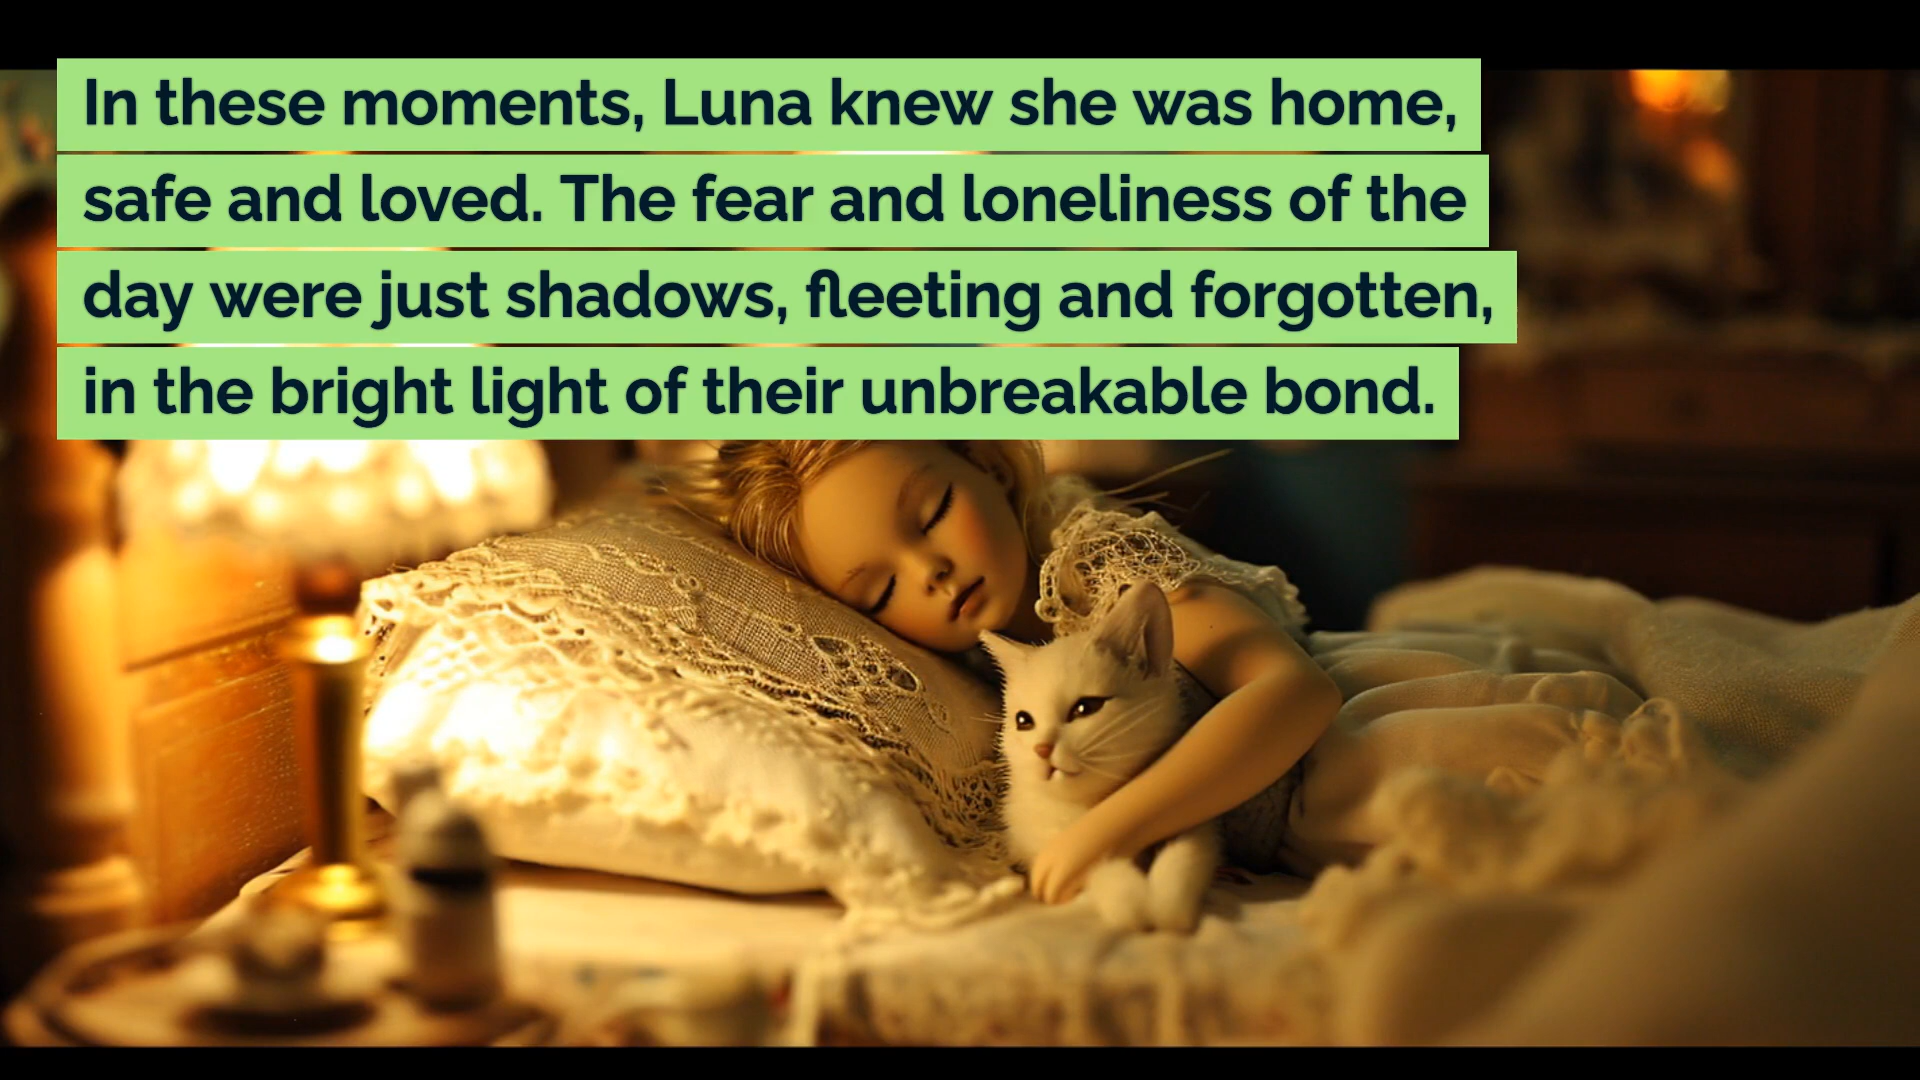 In these moments, Luna knew she was home,
safe and loved. The fear and loneliness of the
day were just shadows, fleeting and forgotten,
in the bright light of their unbreakable bond.